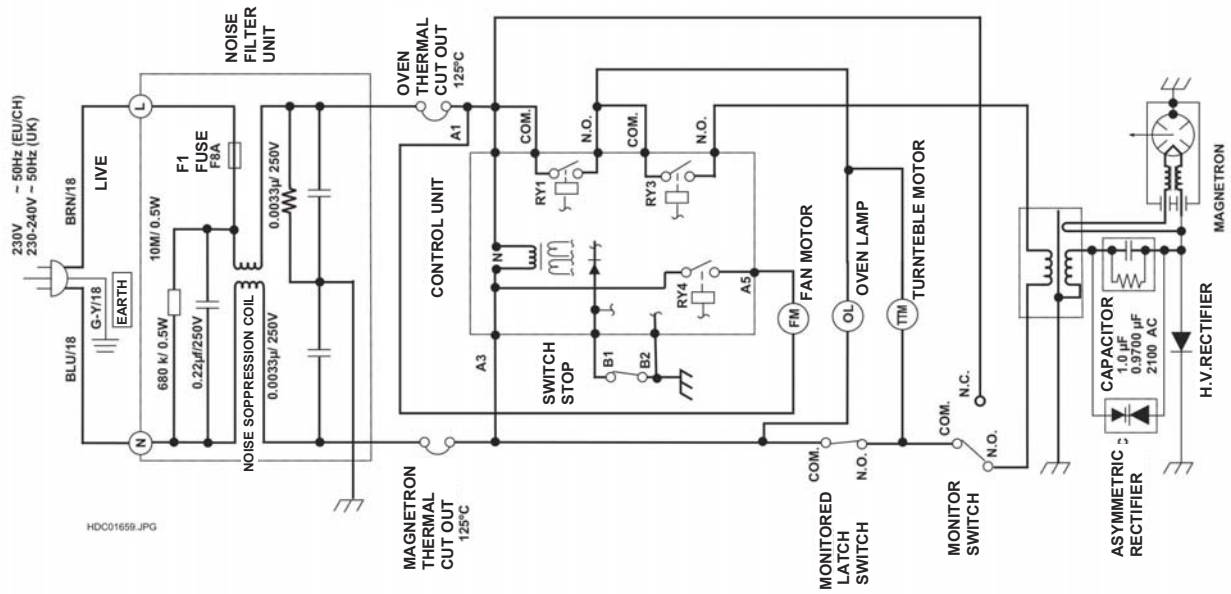 230V ~ 50Hz (EU/CH)
230-240V ~ 50Hz (UK)
BLU/18
G-Y/18
EARTH
BRN/18
LIVE
N
L
NOISE
FILTER
UNIT
680 k/ 0.5W
0.22µf/250V
10M/ 0.5W
F1
FUSE
F8A
NOISE SOPPRESSION COIL
0.0033µ/ 250V
0.0033µ/ 250V
HDC01659.JPG
MAGNETRON
THERMAL
CUT OUT
125°C
OVEN
THERMAL
CUT OUT
125°C
A1
A3
CONTROL UNIT
N
COM.
RY1
N.O.
COM.
RY3
N.O.
RY4
A5
SWITCH
STOP
B1
B2
FM
FAN MOTOR
OL
OVEN LAMP
TTM
TURNTEBLE MOTOR
COM.
N.O.
MONITORED
LATCH
SWITCH
COM.
N.C.
N.O.
MONITOR
SWITCH
CAPACITOR
1.0 µF
0.9700 µF
2100 AC
ASYMMETRIC
RECTIFIER
C
H.V.RECTIFIER
MAGNETRON